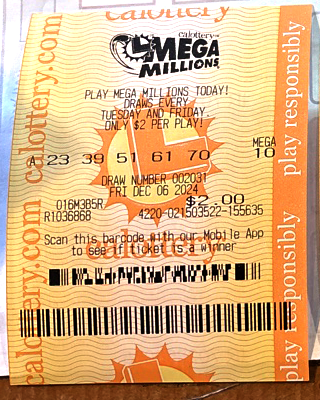 calottery
calottery
MEGA
MILLIONS
PLAY MEGA MILLIONS TODAY!
DRAWS EVERY
TUESDAY AND FRIDAY.
ONLY $2 PER PLAY!
MEGA
A 23 39 51 61 70 10
DRAW NUMBER 002031
FRI DEC 06 2024
016M3B5R $2.00
R1036868 4220-021503522-155635
Scan this barcode with our Mobile App
to see if ticket is a winner
calottery
calottery.com
calottery.com
play responsibly
play responsibly